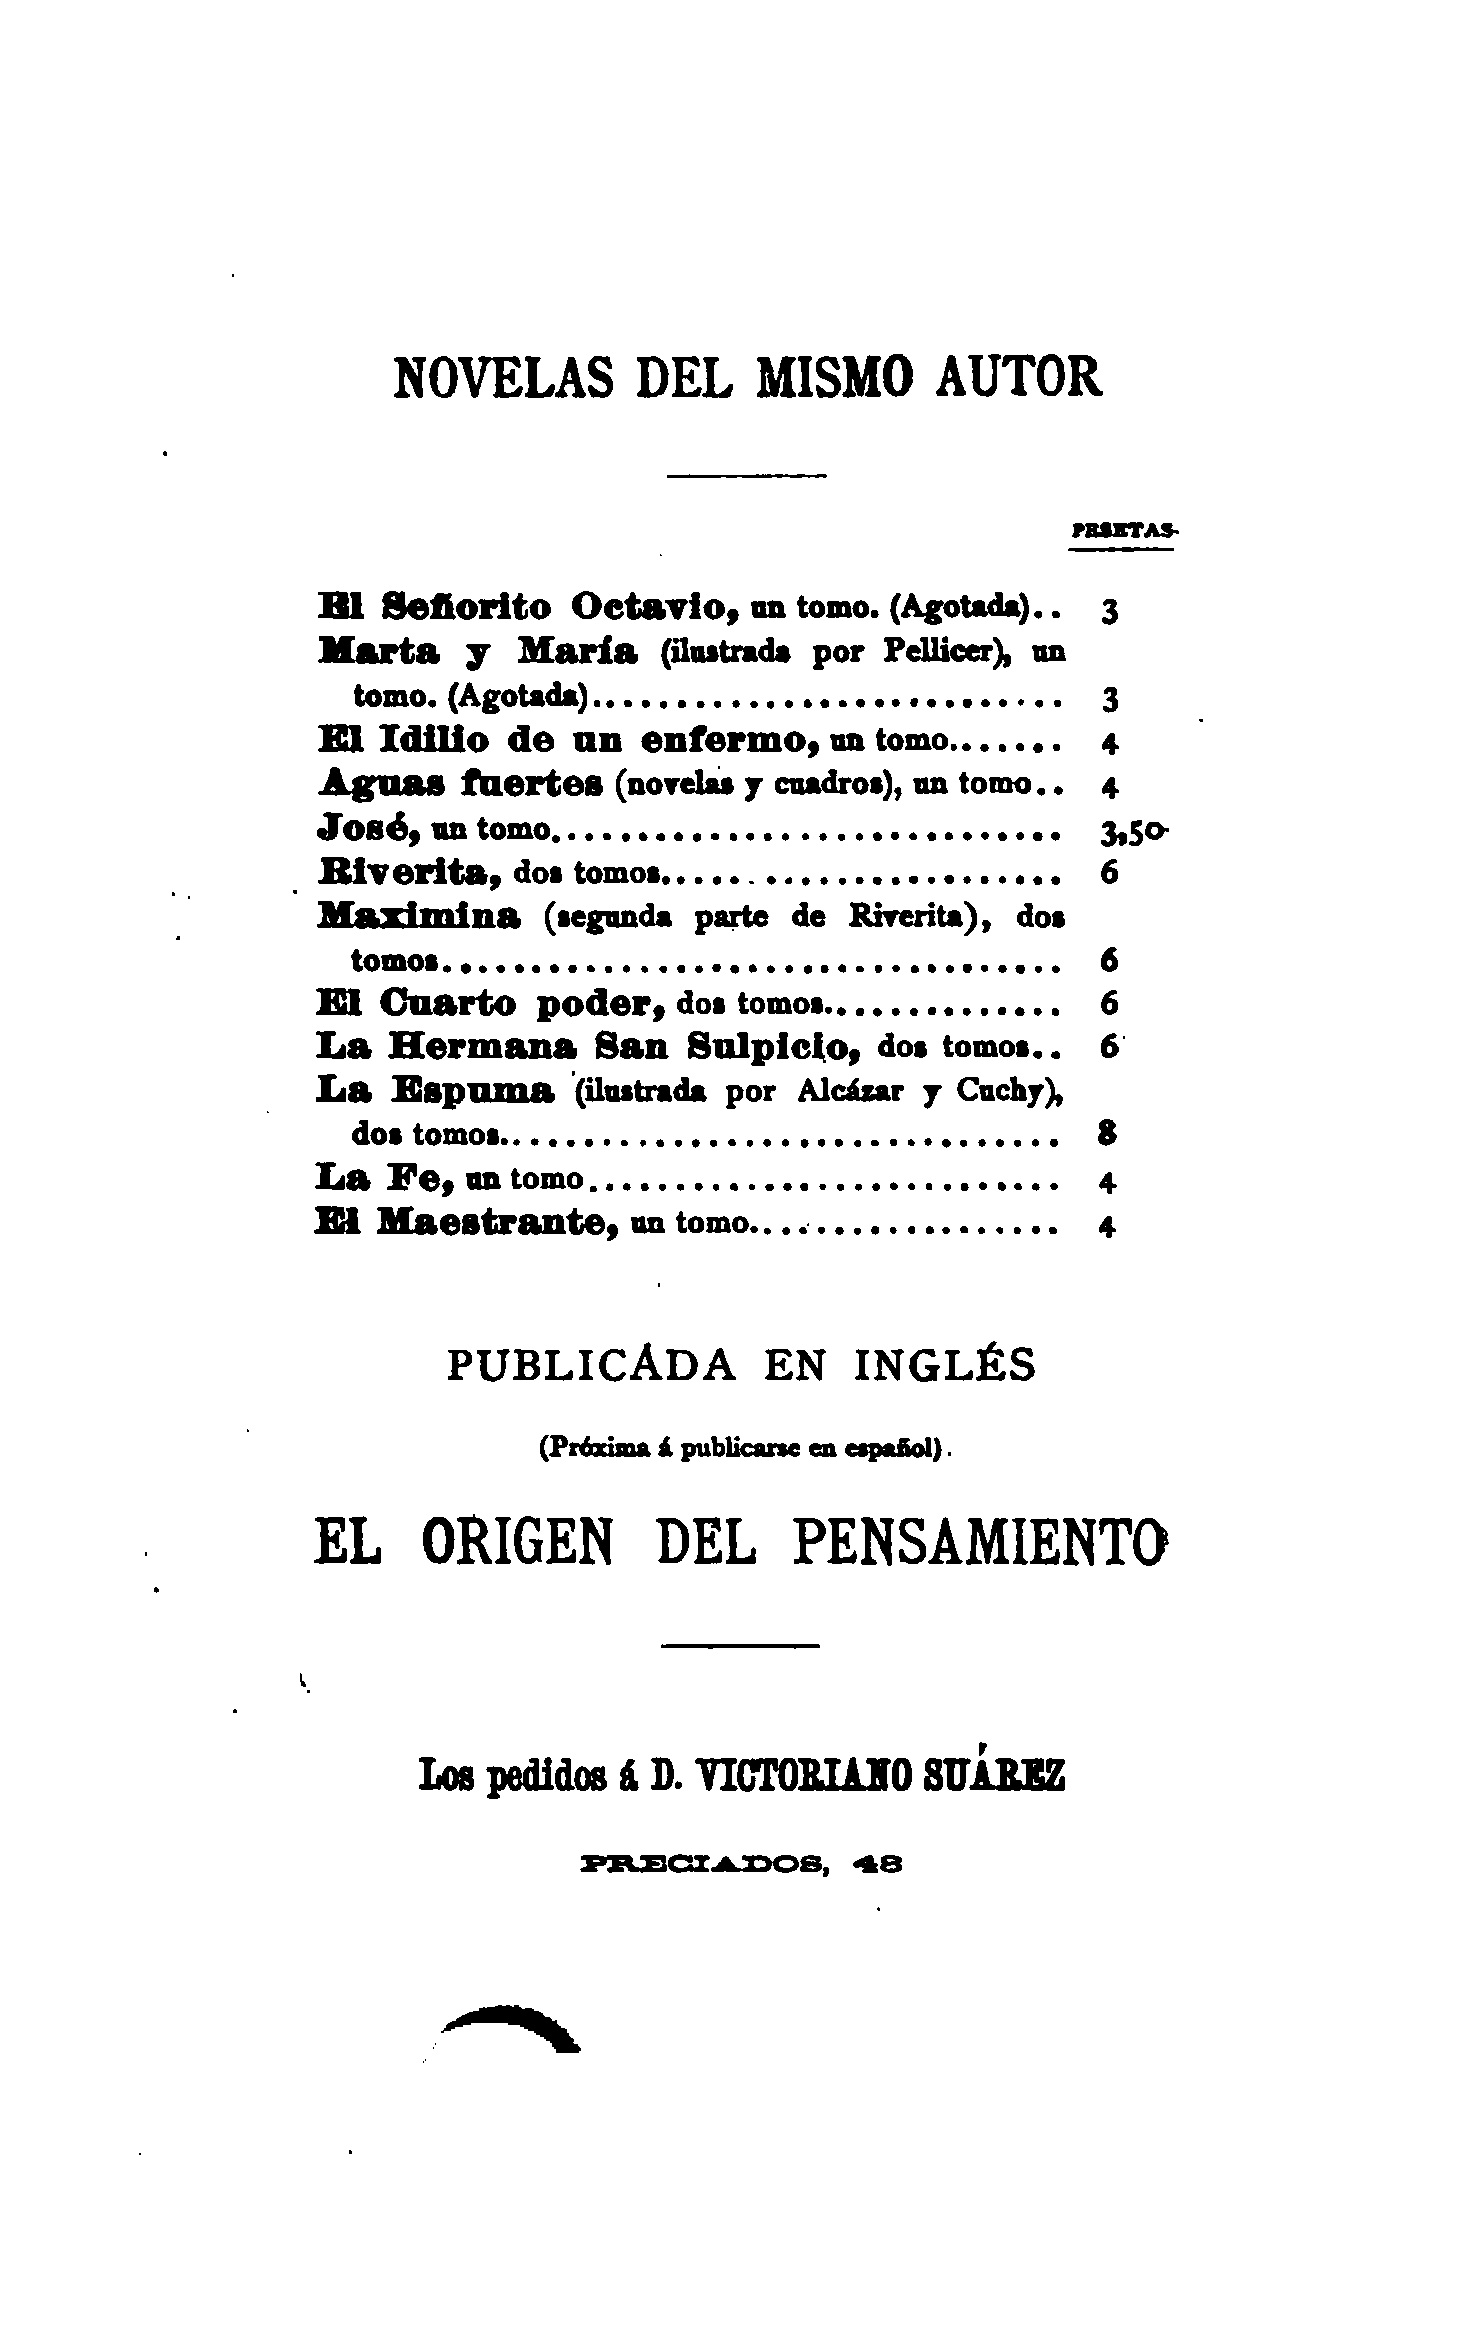 NOVELAS DEL MISMO AUTOR
PESETAS
El Señorito Octavio, un tomo. (Agotada).. 3
Marta y María (ilustrada por Pellicer), un
tomo. (Agotada).......................... 3
El Idilio de un enfermo, un tomo....... 4
Aguas fuertes (novelas y cuadros), un tomo.. 4
José, un tomo............................. 3,50
Riverita, dos tomos....................... 6
Maximina (segunda parte de Riverita), dos
tomos................................... 6
El Cuarto poder, dos tomos.............. 6
La Hermana San Sulpicio, dos tomos.. 6
La Espuma (ilustrada por Alcázar y Cuchy),
dos tomos................................ 8
La Fe, un tomo........................... 4
El Maestrante, un tomo.................. 4
PUBLICADA EN INGLÉS
(Próxima á publicarse en español).
EL ORIGEN DEL PENSAMIENTO
Los pedidos á D. VICTORIANO SUÁREZ
PRECIADOS, 48